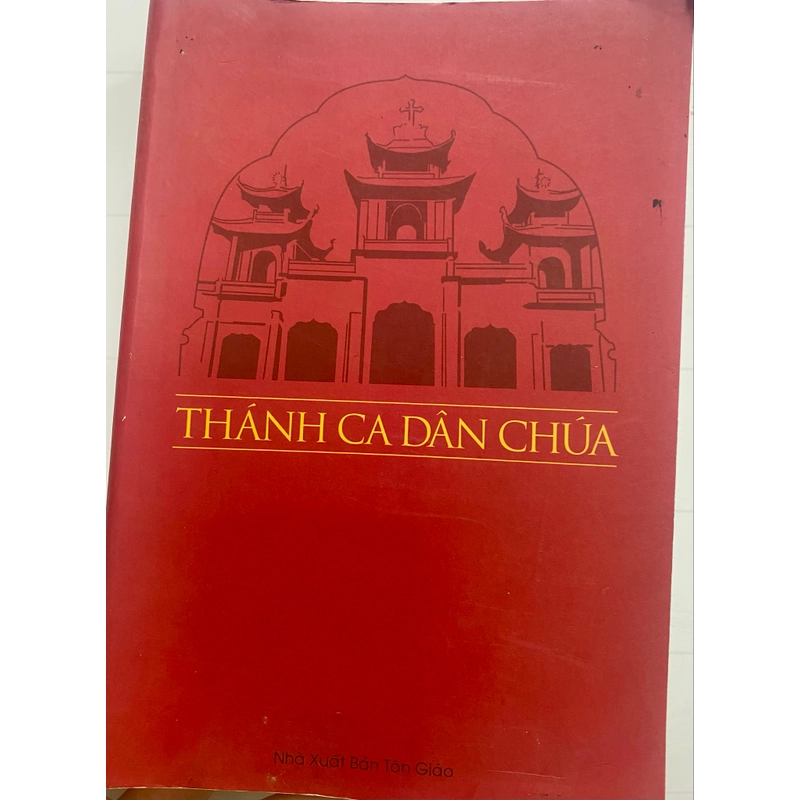 THÁNH CA DÂN CHÚA
Nhà Xuất Bản Tôn Giáo